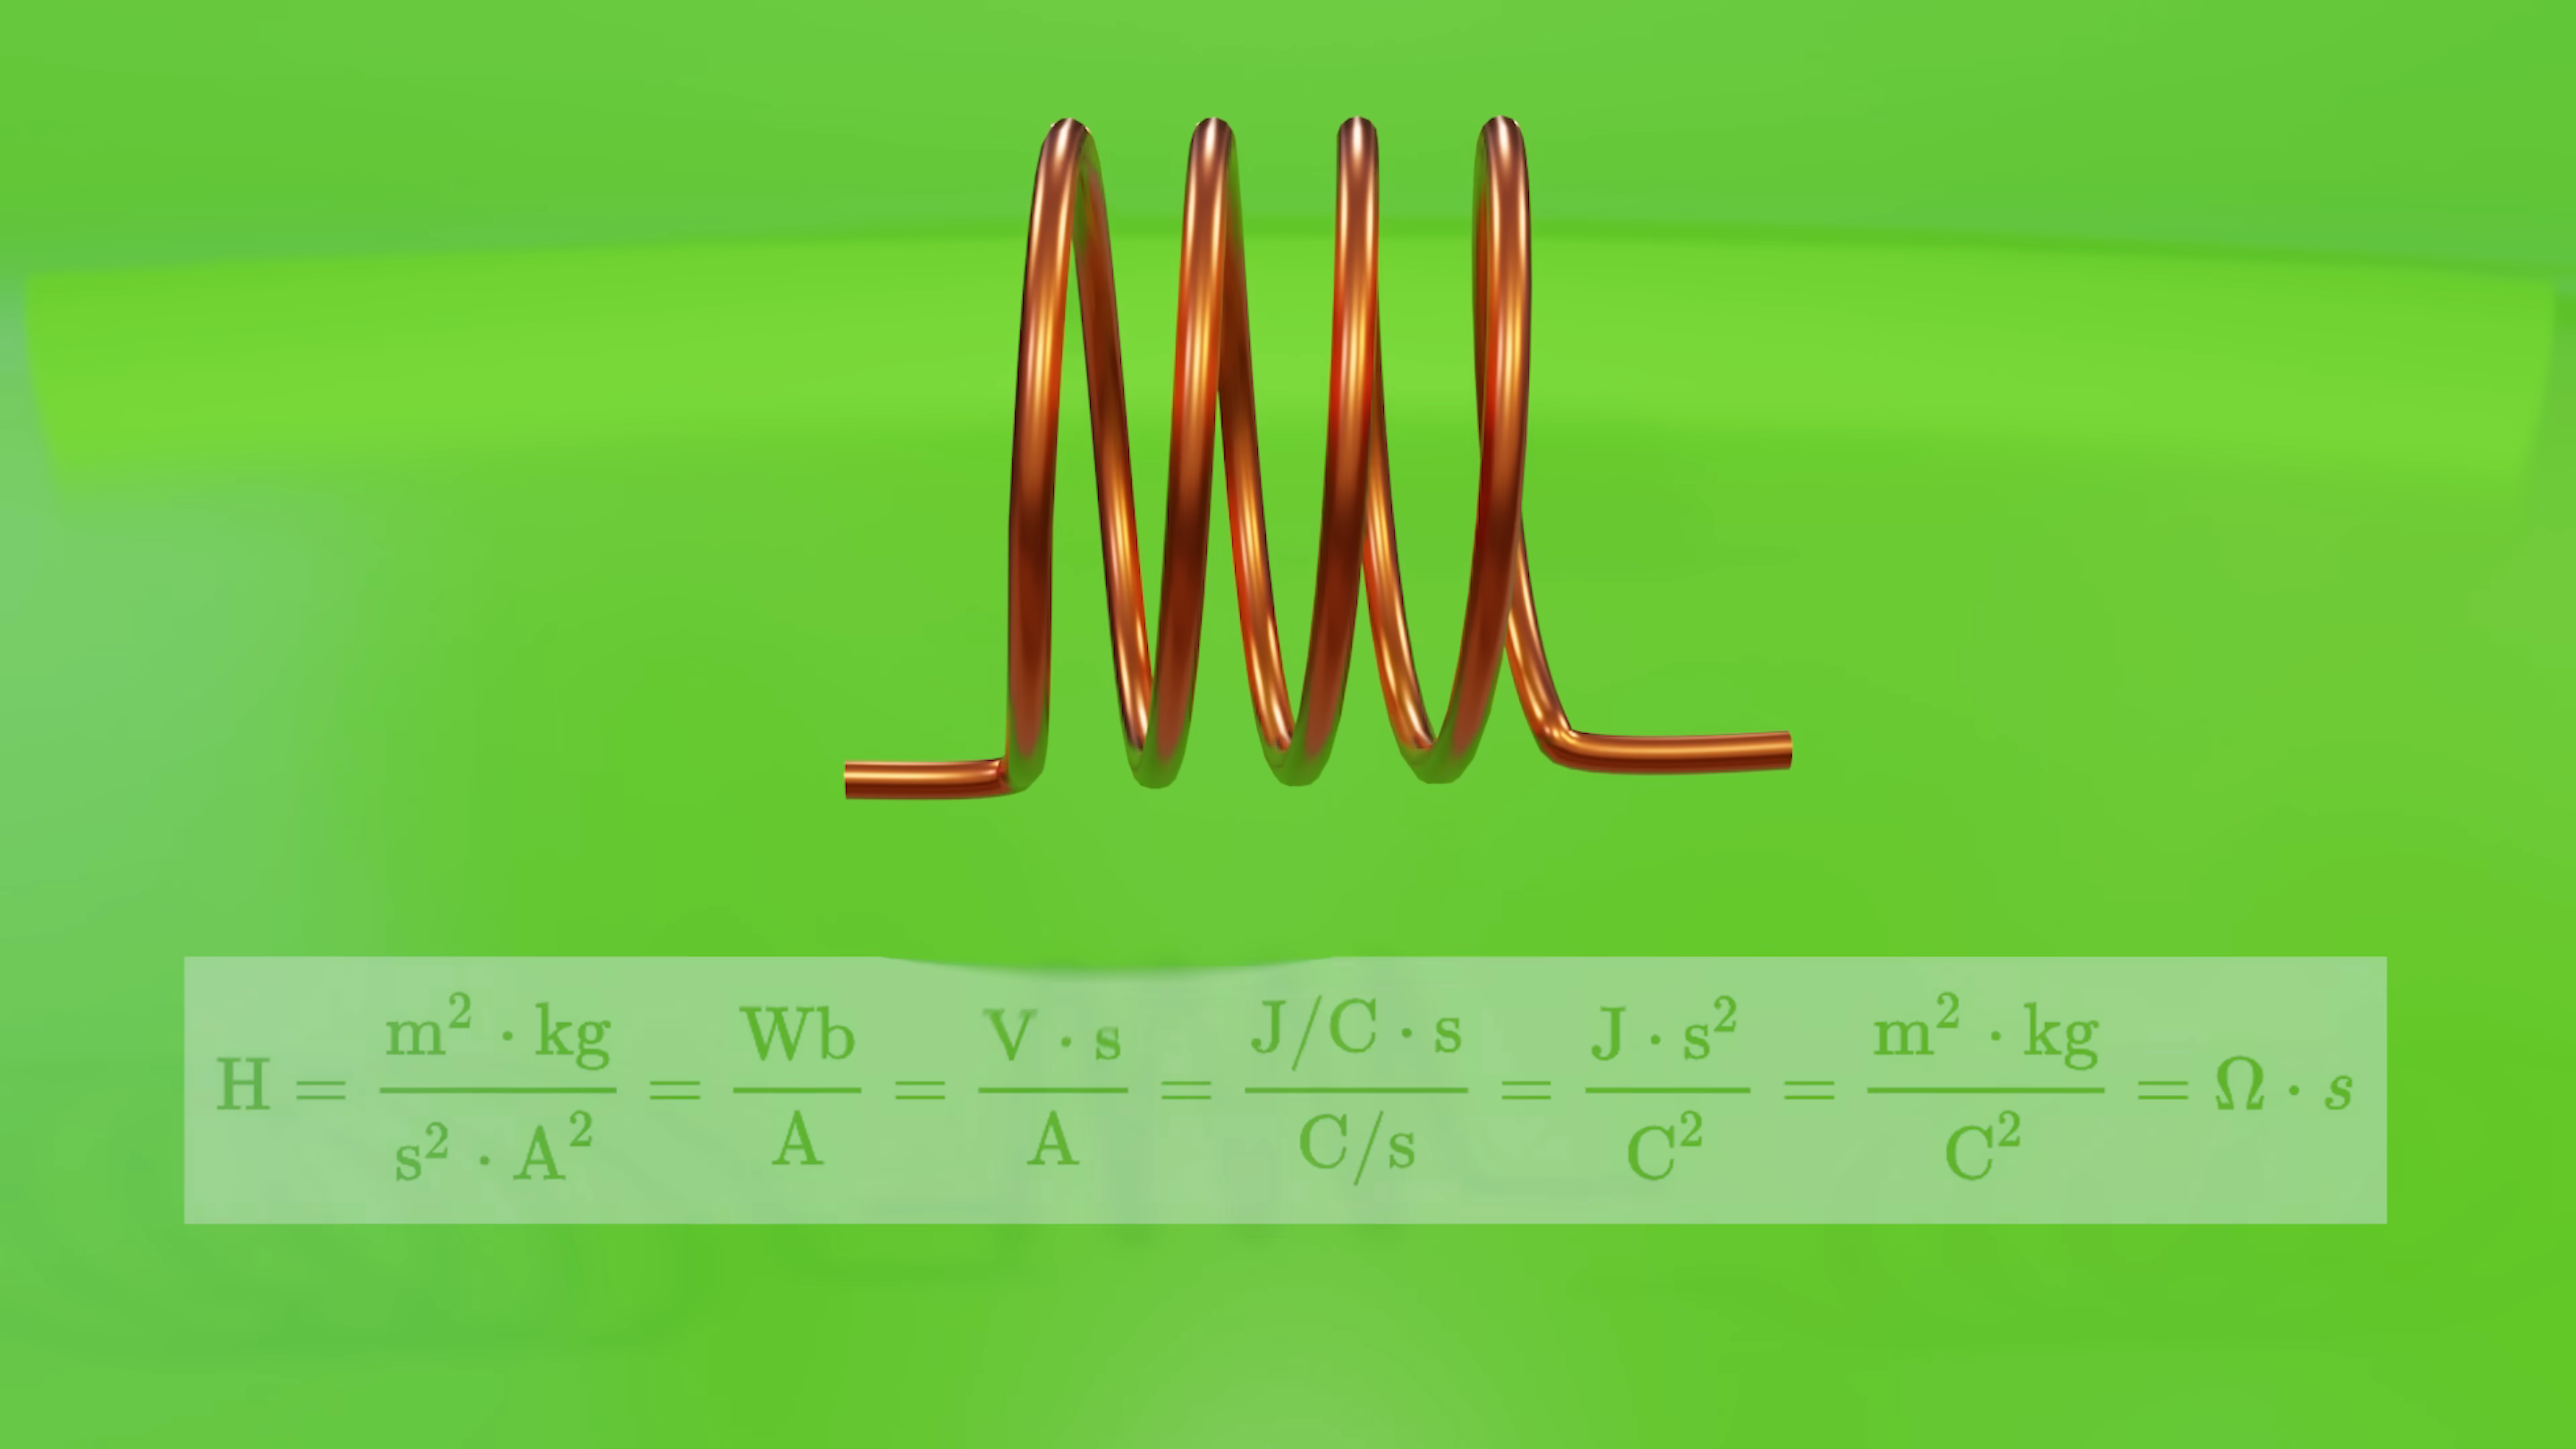 H = m² · kg / s² · A² = Wb / A = V · s / A = J/C · s / C/s = J · s² / C² = m² · kg / C² = Ω · s